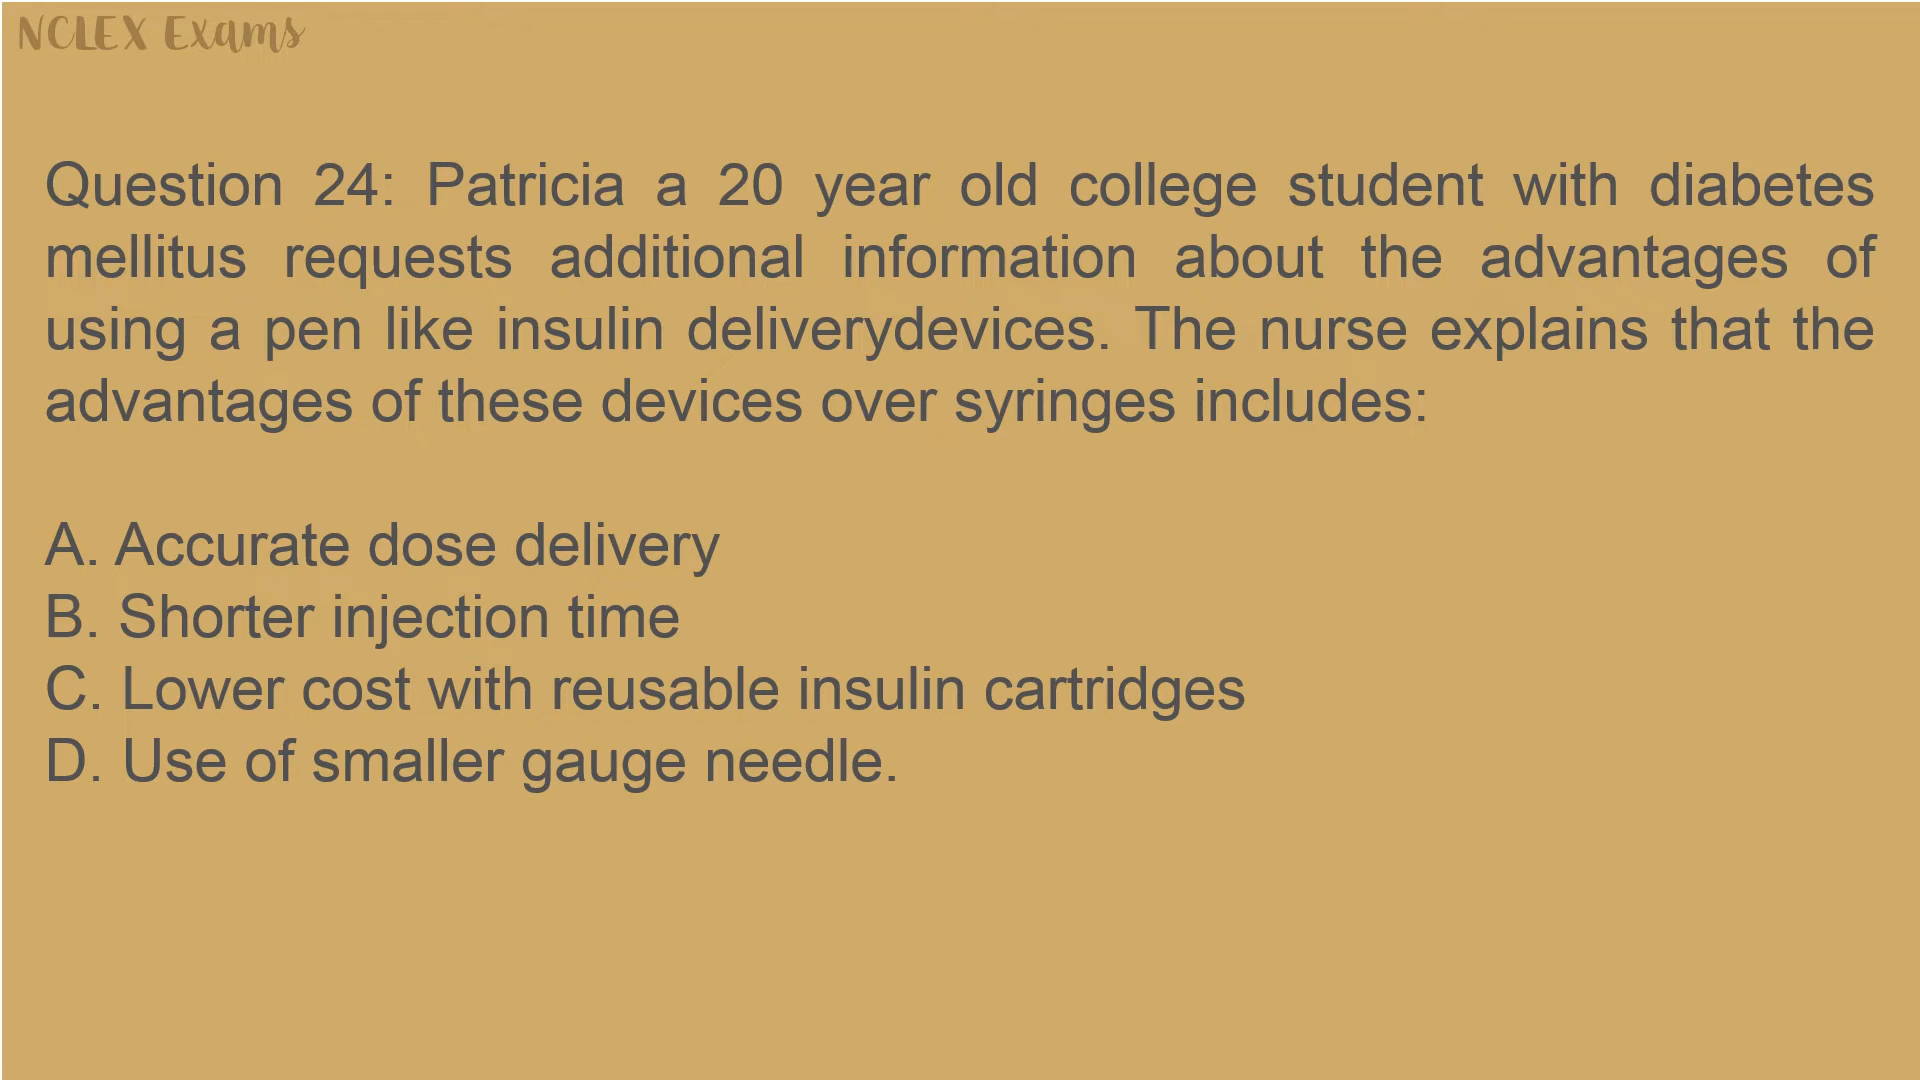 NCLEX Exams
Question 24: Patricia a 20 year old college student with diabetes
mellitus requests additional information about the advantages of
using a pen like insulin deliverydevices. The nurse explains that the
advantages of these devices over syringes includes:
A. Accurate dose delivery
B. Shorter injection time
C. Lower cost with reusable insulin cartridges
D. Use of smaller gauge needle.